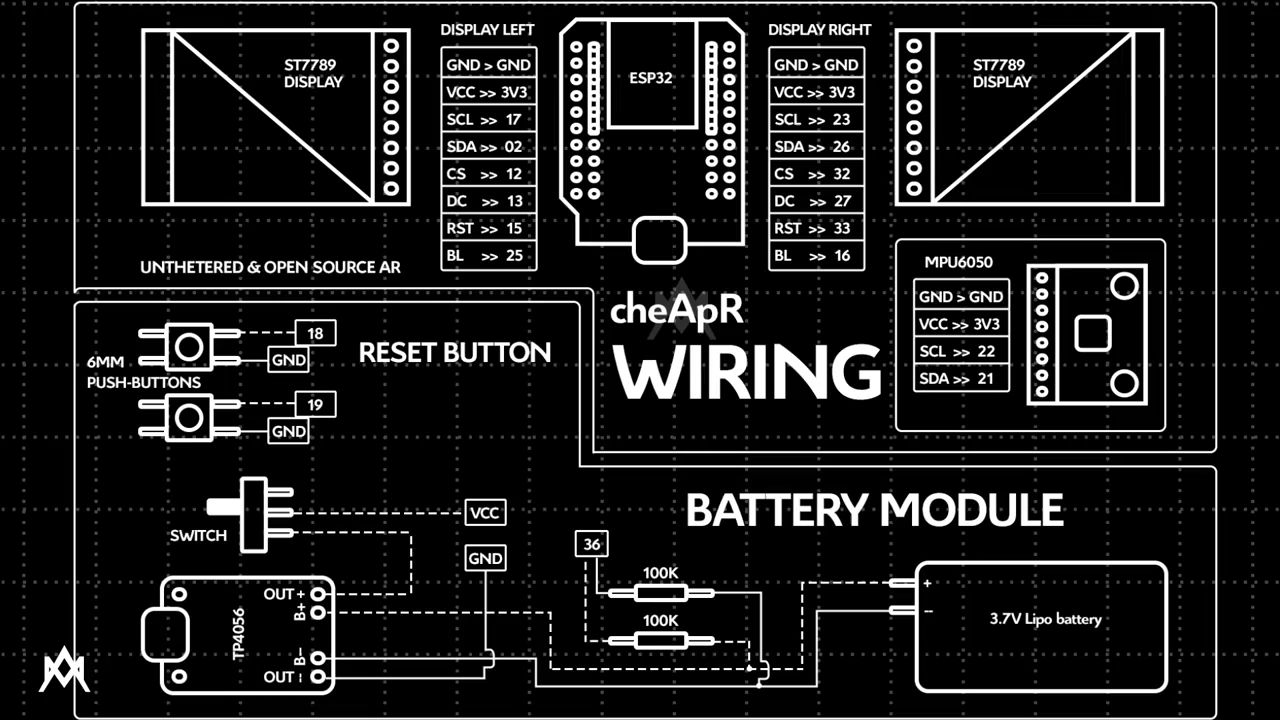 DISPLAY LEFT
GND > GND
VCC >> 3V3
SCL >> 17
SDA >> 02
CS >> 12
DC >> 13
RST >> 15
BL >> 25
ST7789
DISPLAY
ESP32
DISPLAY RIGHT
GND > GND
VCC >> 3V3
SCL >> 23
SDA >> 26
CS >> 32
DC >> 27
RST >> 33
BL >> 16
ST7789
DISPLAY
UNTHETERED & OPEN SOURCE AR
cheApR
WIRING
MPU6050
GND > GND
VCC >> 3V3
SCL >> 22
SDA >> 21
6MM
PUSH-BUTTONS
18
GND
19
GND
RESET BUTTON
SWITCH
VCC
GND
BATTERY MODULE
36
100K
100K
TP4056
OUT +
B+
B-
OUT -
+
--
3.7V Lipo battery